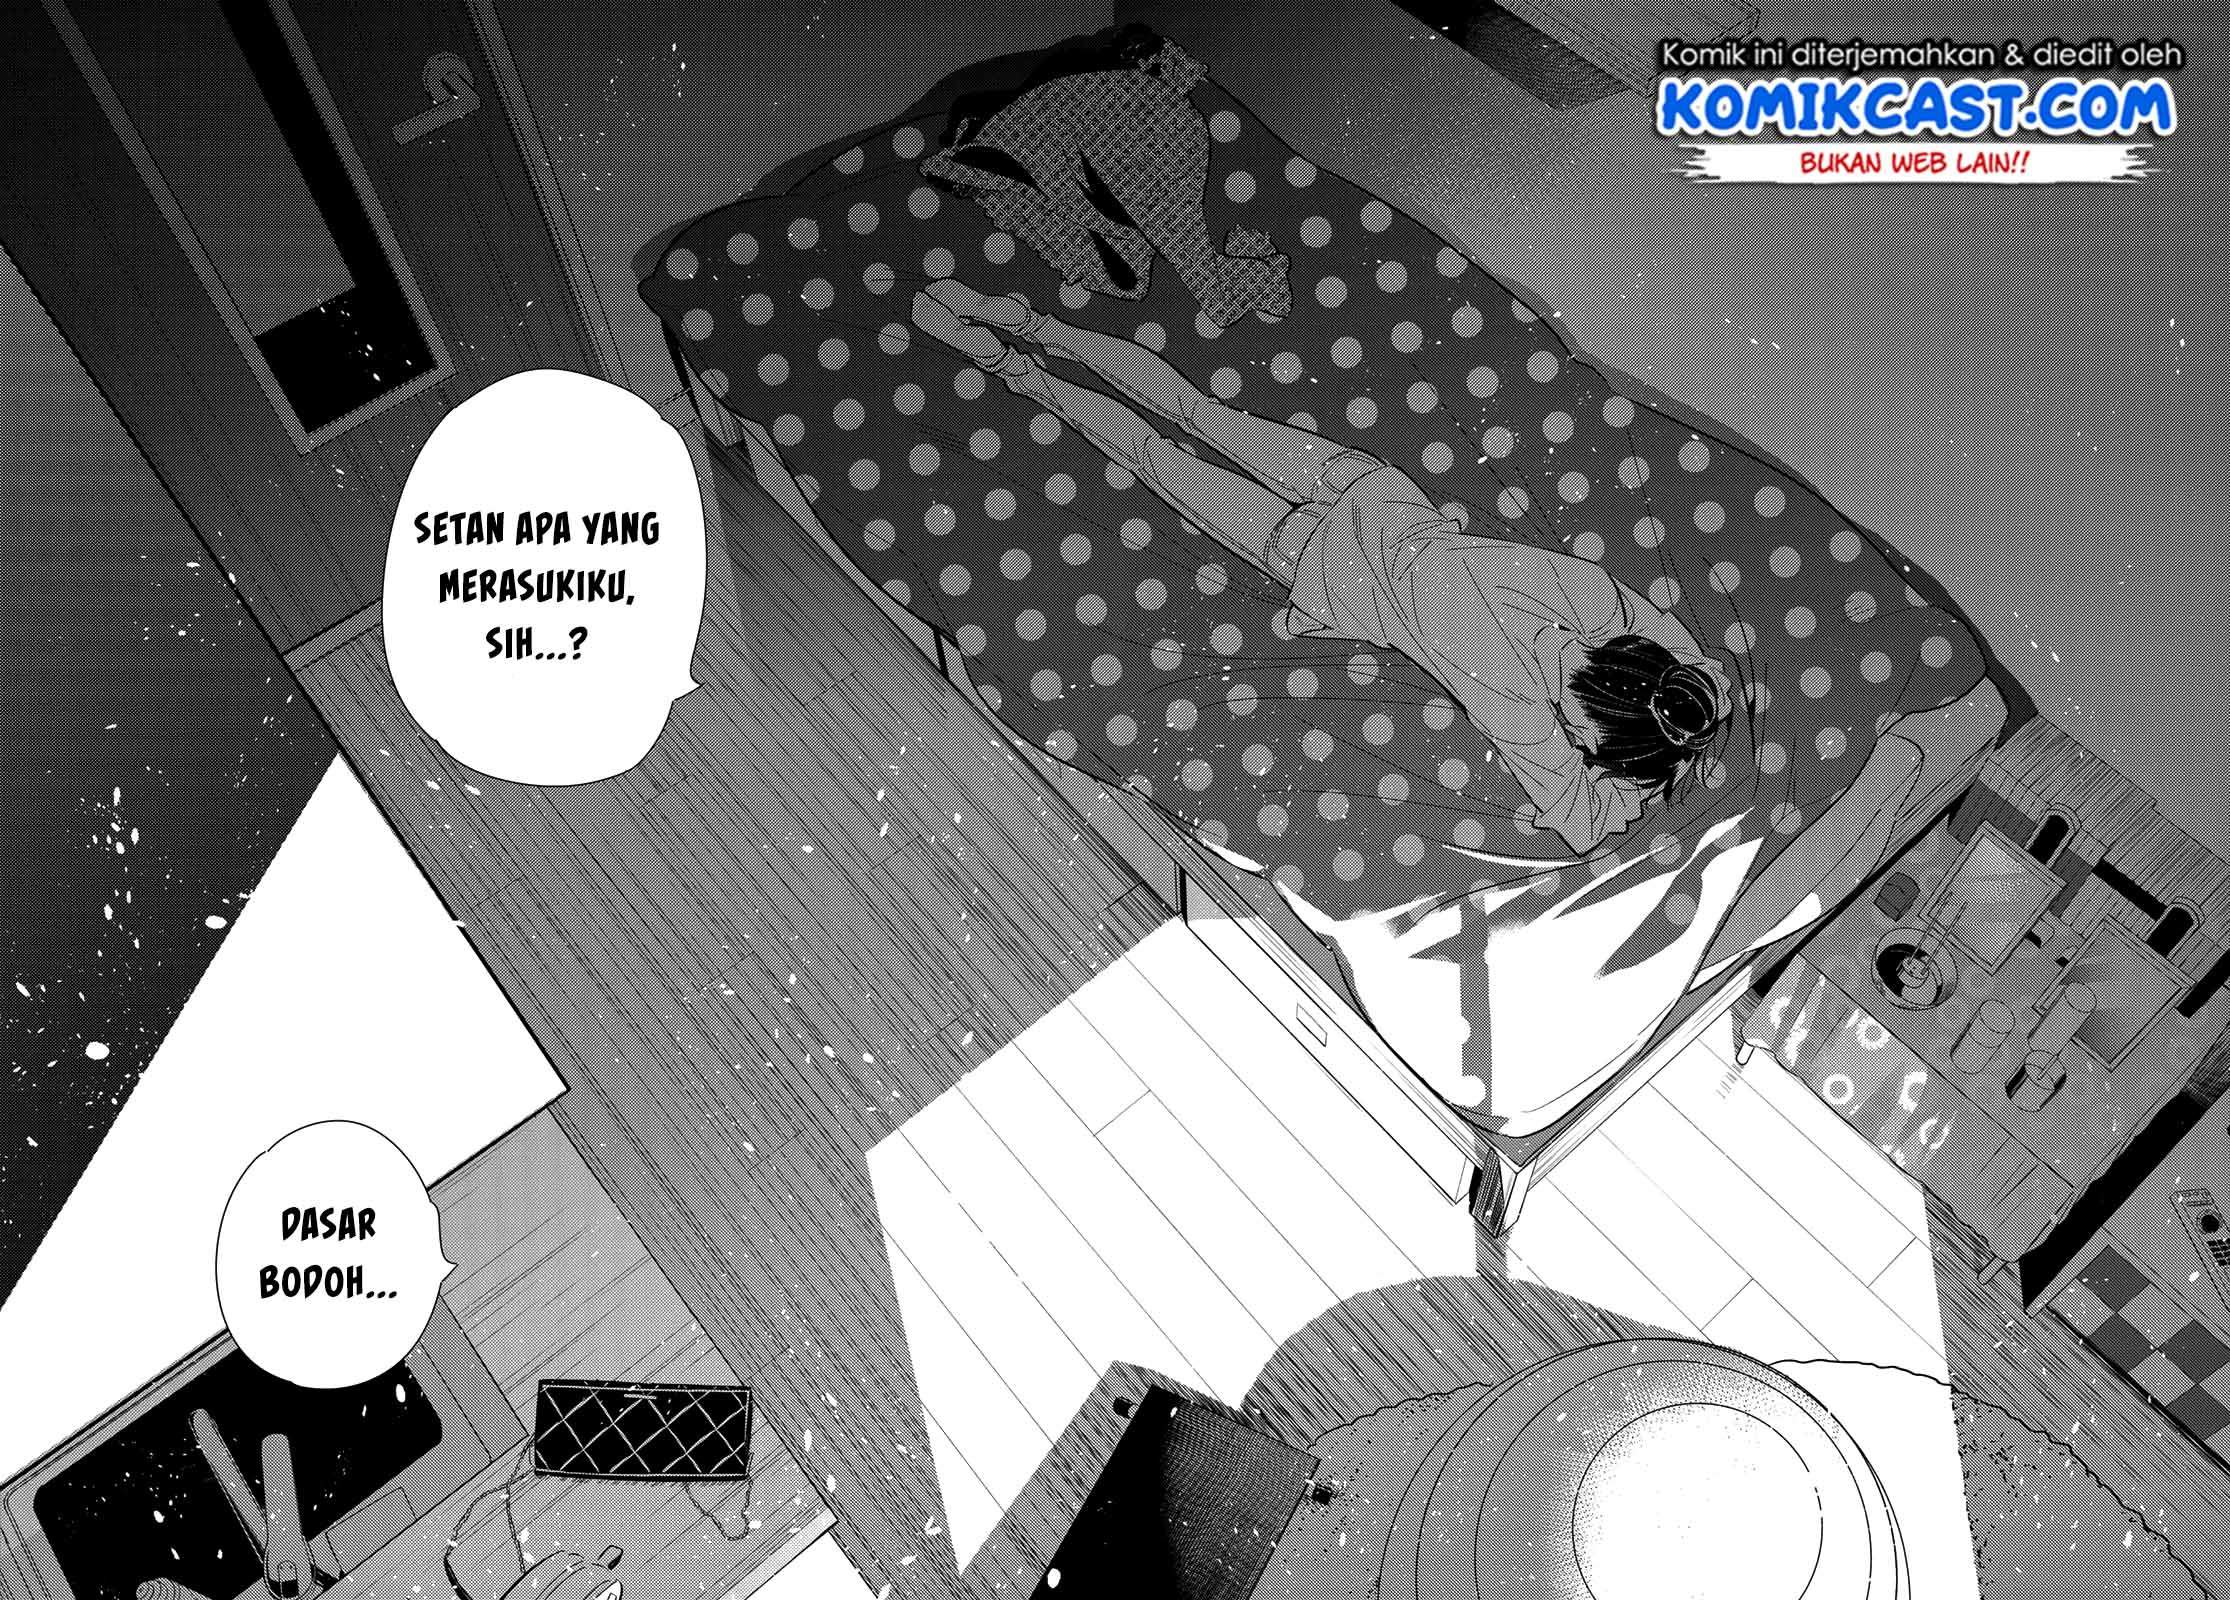 Komik ini diterjemahkan & diedit oleh
KOMIKCAST.COM
BUKAN WEB LAIN!!
SETAN APA YANG
MERASUKIKU,
SIH...?
DASAR
BODOH...